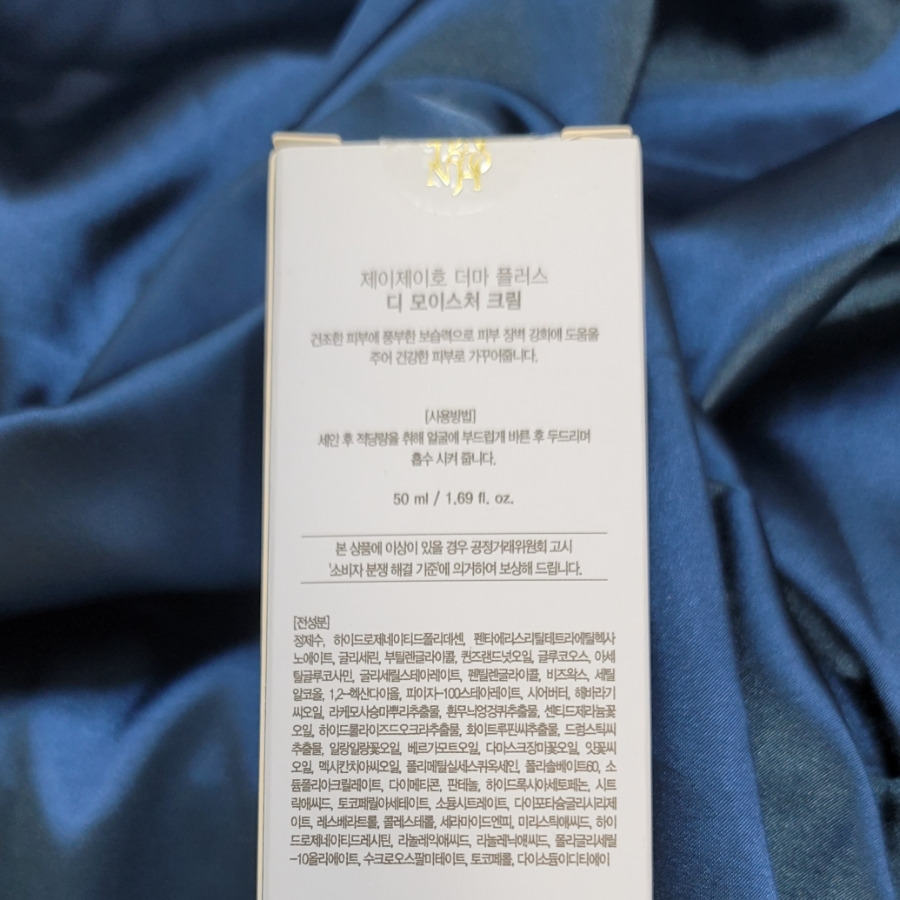 제이제이호 더마 플러스
디 모이스처 크림
건조한 피부에 풍부한 보습력으로 피부 장벽 강화에 도움을
주어 건강한 피부로 가꾸어줍니다.
[사용방법]
세안 후 적당량을 취해 얼굴에 부드럽게 바른 후 두드리며
흡수 시켜 줍니다.
50 ml / 1.69 fl. oz.
본 상품에 이상이 있을 경우 공정거래위원회 고시
'소비자 분쟁 해결 기준'에 의거하여 보상해 드립니다.
[전성분]
정제수, 하이드로제네이티드폴리데센, 펜타에리스리틸테트라에틸헥사
노에이트, 글리세린, 부틸렌글라이콜, 퀸즈랜드넛오일, 글루코오스, 아세
틸글루코사민, 글리세릴스테아레이트, 펜틸렌글라이콜, 비즈왁스, 세틸
알코올, 1,2-헥산다이올, 피이지-100스테아레이트, 시어버터, 해바라기
씨오일, 라케모사승마뿌리추출물, 흰무늬엉겅퀴추출물, 센티드제라늄꽃
오일, 하이드롤라이즈드오크라추출물, 화이트루핀씨추출물, 드럼스틱씨
추출물, 일랑일랑꽃오일, 베르가모트오일, 다마스크장미꽃오일, 잇꽃씨
오일, 멕시칸치아씨오일, 폴리메틸실세스퀴옥세인, 폴리솔베이트60, 소
듐폴리아크릴레이트, 다이메티콘, 판테놀, 하이드록시아세토페논, 시트
릭애씨드, 토코페릴아세테이트, 소듐시트레이트, 다이포타슘글리시리제
이트, 레스베라트롤, 콜레스테롤, 세라마이드엔피, 미리스틱애씨드, 하이
드로제네이티드레시틴, 리놀레익애씨드, 리놀레닉애씨드, 폴리글리세릴
-10올리에이트, 수크로오스팔미테이트, 토코페롤, 다이소듐이디티에이